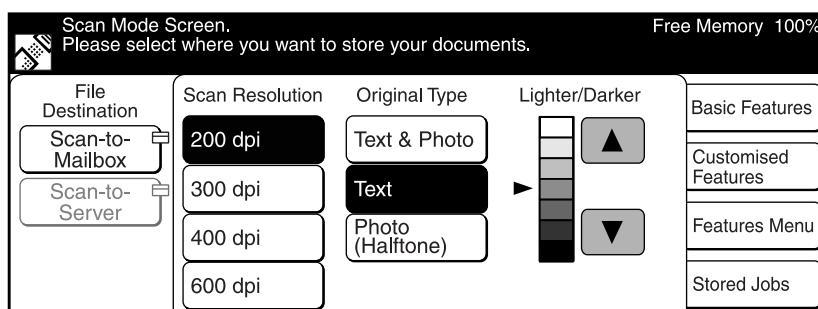 Scan Mode Screen.
Please select where you want to store your documents.
Free Memory 100%
File
Destination
Scan-to-
Mailbox
Scan-to-
Server
Scan Resolution
200 dpi
300 dpi
400 dpi
600 dpi
Original Type
Text & Photo
Text
Photo
(Halftone)
Lighter/Darker
Basic Features
Customised
Features
Features Menu
Stored Jobs